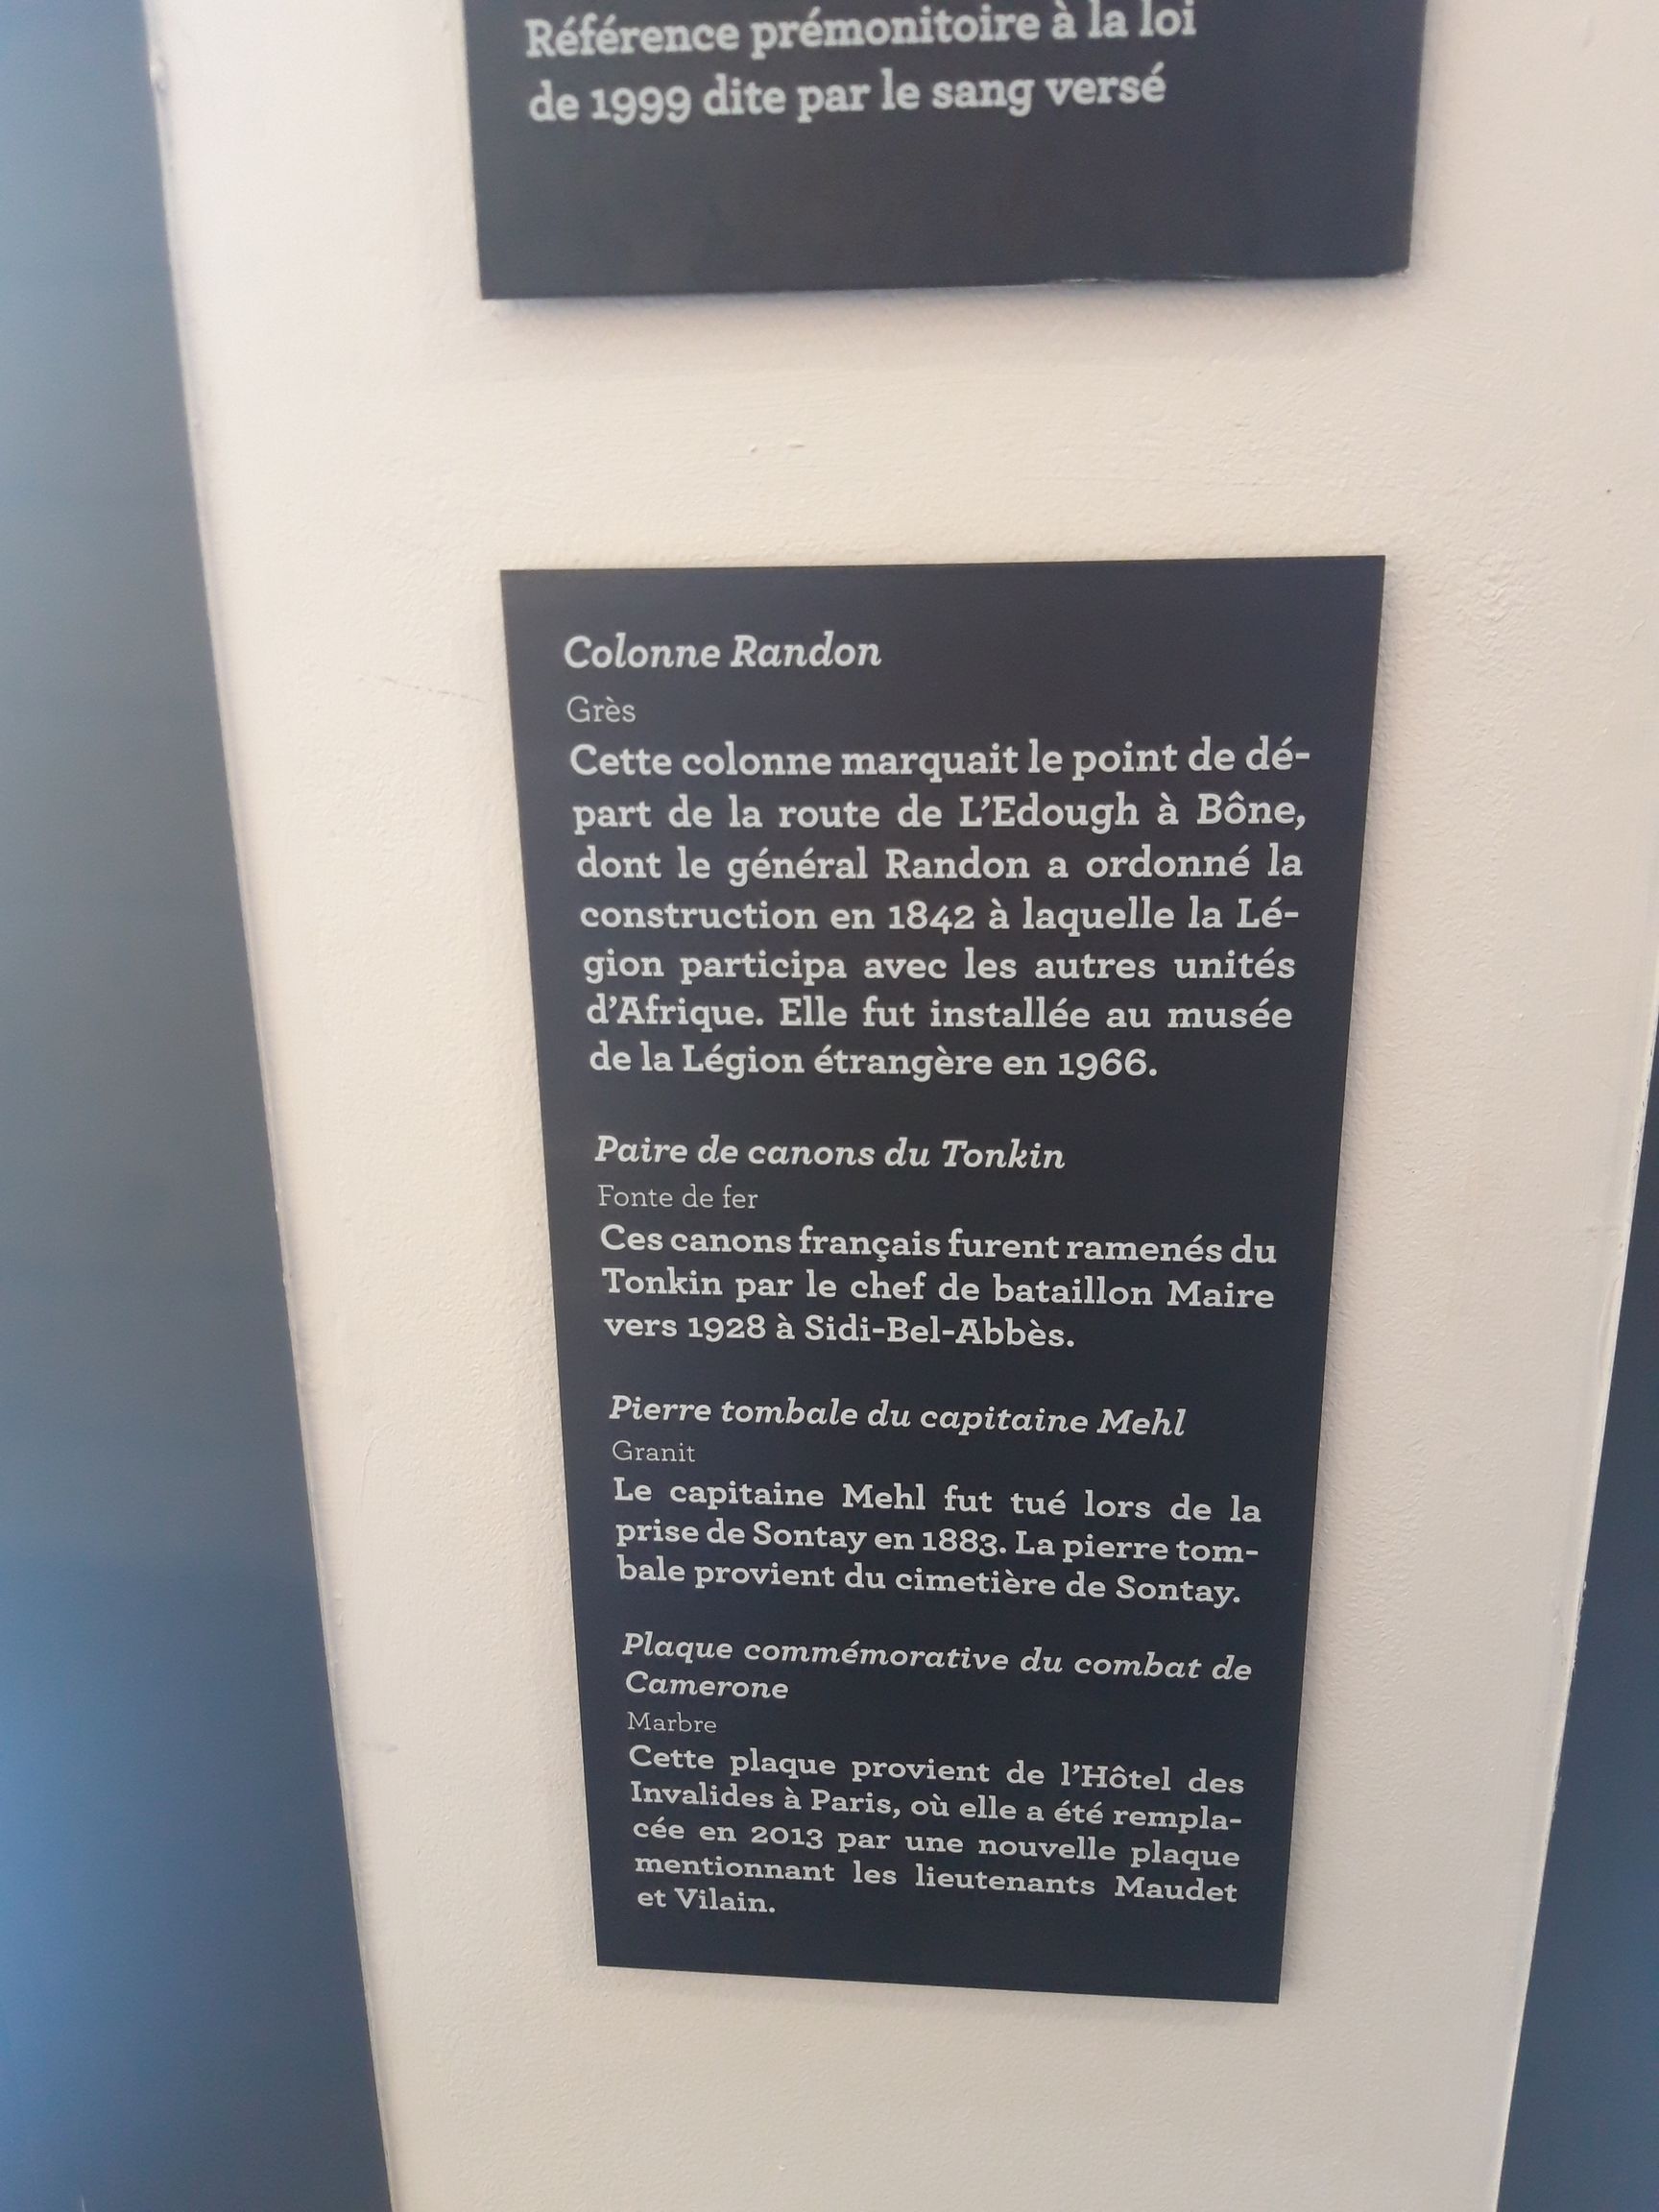 Référence prémonitoire à la loi
de 1999 dite par le sang versé
Colonne Randon
Grès
Cette colonne marquait le point de dé-
part de la route de L'Edough à Bône,
dont le général Randon a ordonné la
construction en 1842 à laquelle la Lé-
gion participa avec les autres unités
d'Afrique. Elle fut installée au musée
de la Légion étrangère en 1966.
Paire de canons du Tonkin
Fonte de fer
Ces canons français furent ramenés du
Tonkin par le chef de bataillon Maire
vers 1928 à Sidi-Bel-Abbès.
Pierre tombale du capitaine Mehl
Granit
Le capitaine Mehl fut tué lors de la
prise de Sontay en 1883. La pierre tom-
bale provient du cimetière de Sontay.
Plaque commémorative du combat de
Camerone
Marbre
Cette plaque provient de l'Hôtel des
Invalides à Paris, où elle a été rempla-
cée en 2013 par une nouvelle plaque
mentionnant les lieutenants Maudet
et Vilain.